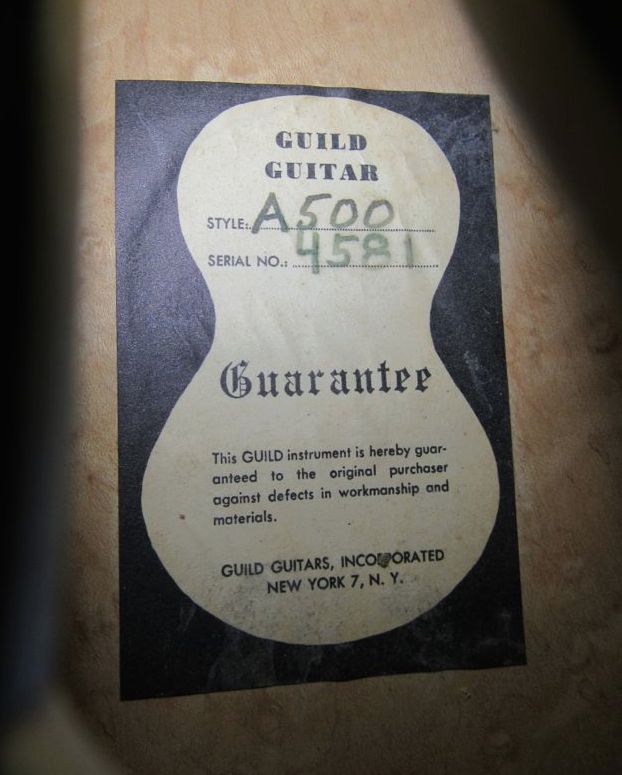 GUILD
GUITAR
STYLE: A500
SERIAL NO.: 4581
Guarantee
This GUILD instrument is hereby guar-
anteed to the original purchaser
against defects in workmanship and
materials.
GUILD GUITARS, INCORPORATED
NEW YORK 7, N. Y.